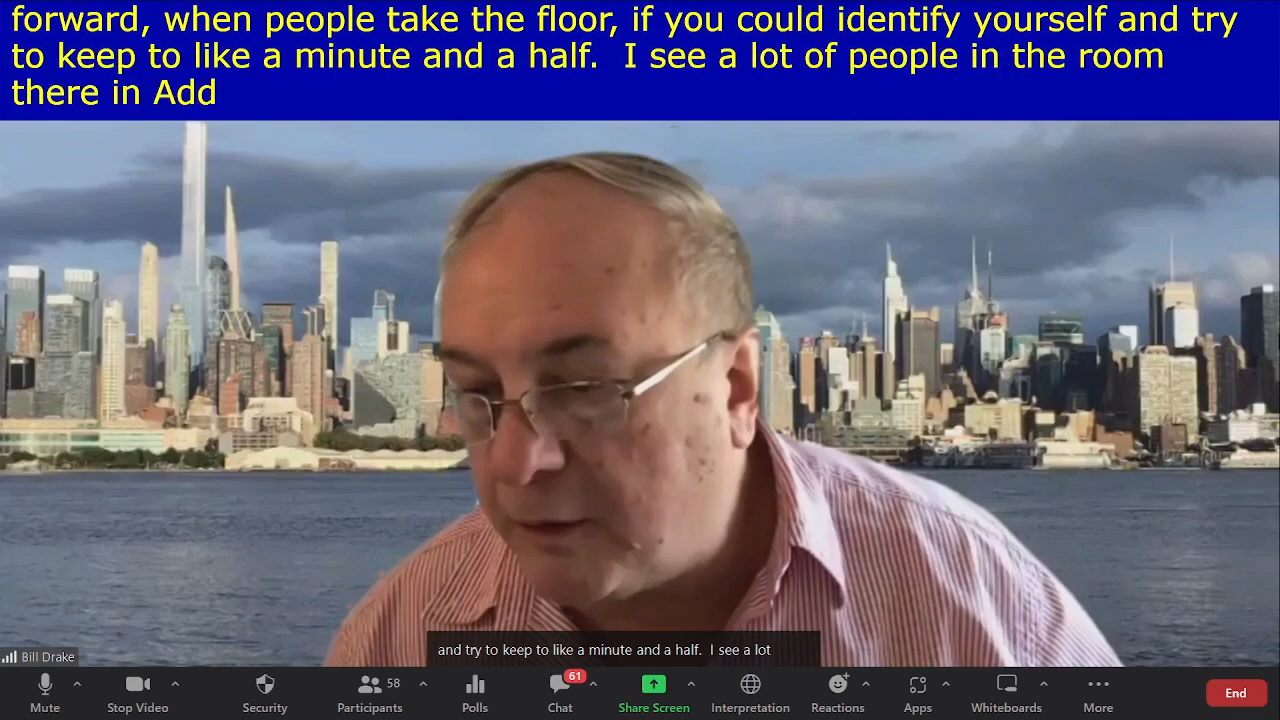 forward, when people take the floor, if you could identify yourself and try
to keep to like a minute and a half.  I see a lot of people in the room
there in Add
and try to keep to like a minute and a half.  I see a lot
Bill Drake
58
61
Mute
Stop Video
Security
Participants
Polls
Chat
Share Screen
Interpretation
Reactions
Apps
Whiteboards
More
End